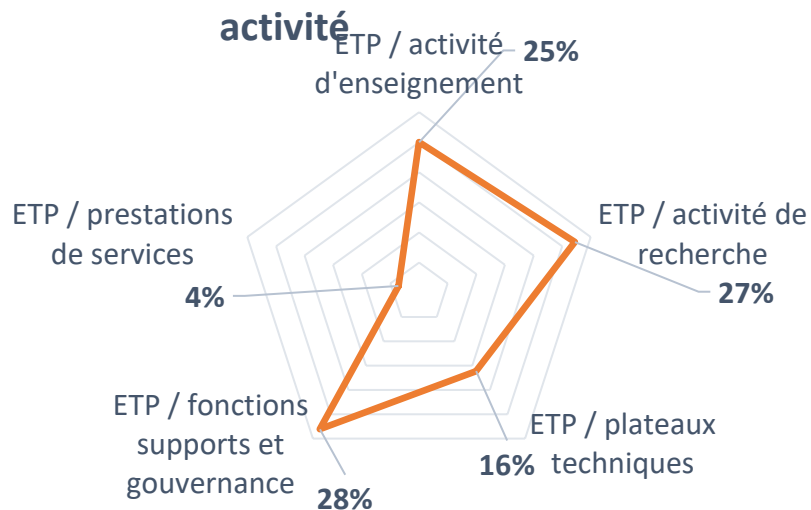 activité
ETP / activité
d'enseignement
25%
ETP / activité de
recherche
27%
ETP / plateaux
techniques
16%
ETP / fonctions
supports et
gouvernance
28%
ETP / prestations
de services
4%